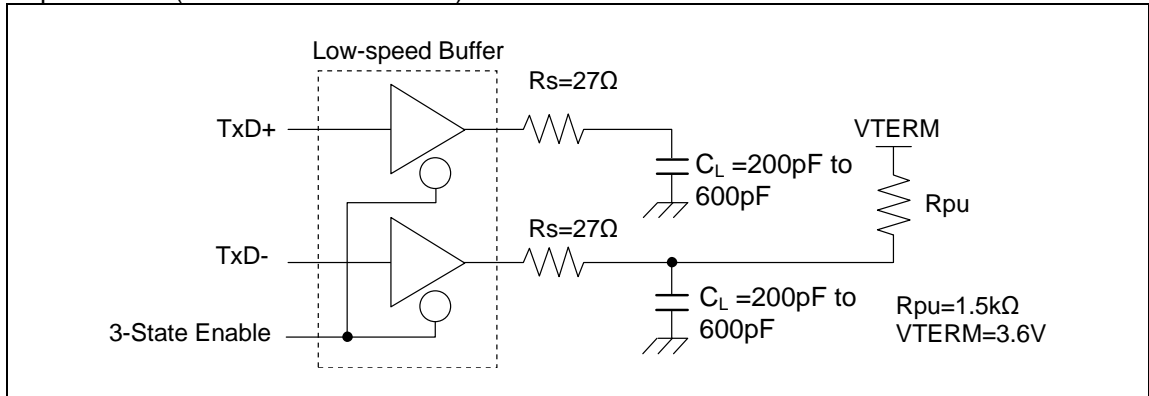 Low-speed Buffer
Rs=27Ω
TxD+
VTERM
C_L =200pF to
600pF
Rpu
Rs=27Ω
TxD-
C_L =200pF to
600pF
Rpu=1.5kΩ
VTERM=3.6V
3-State Enable